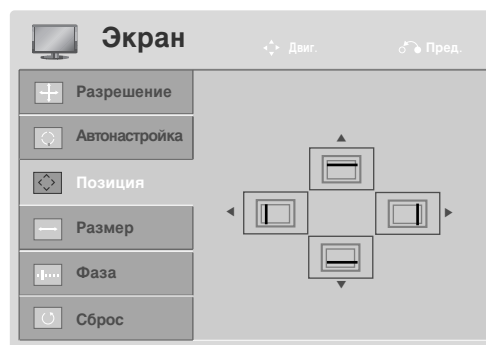 Экран
Двиг.
Пред.
Разрешение
Автонастройка
Позиция
Размер
Фаза
Сброс